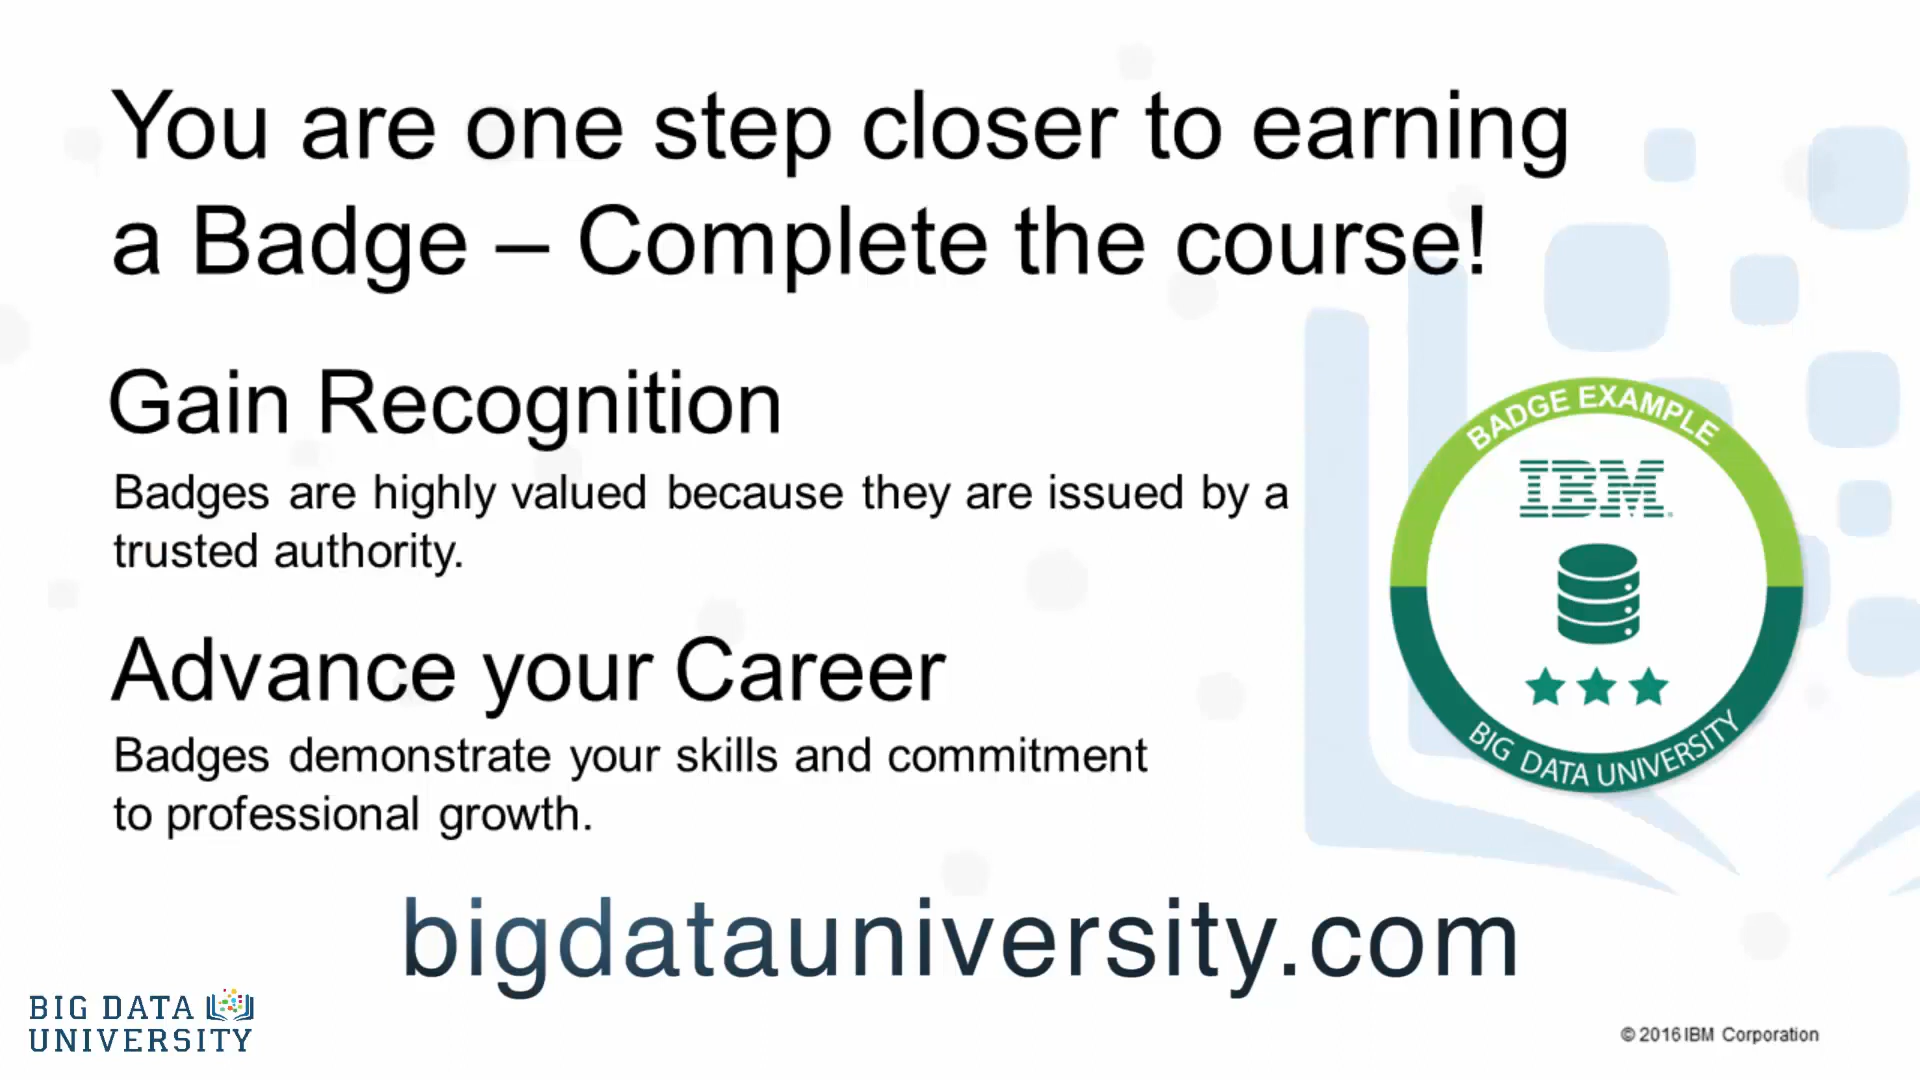 You are one step closer to earning
a Badge – Complete the course!
Gain Recognition
Badges are highly valued because they are issued by a
trusted authority.
Advance your Career
Badges demonstrate your skills and commitment
to professional growth.
BADGE EXAMPLE
IBM
BIG DATA UNIVERSITY
bigdatauniversity.com
BIG DATA
UNIVERSITY
© 2016 IBM Corporation